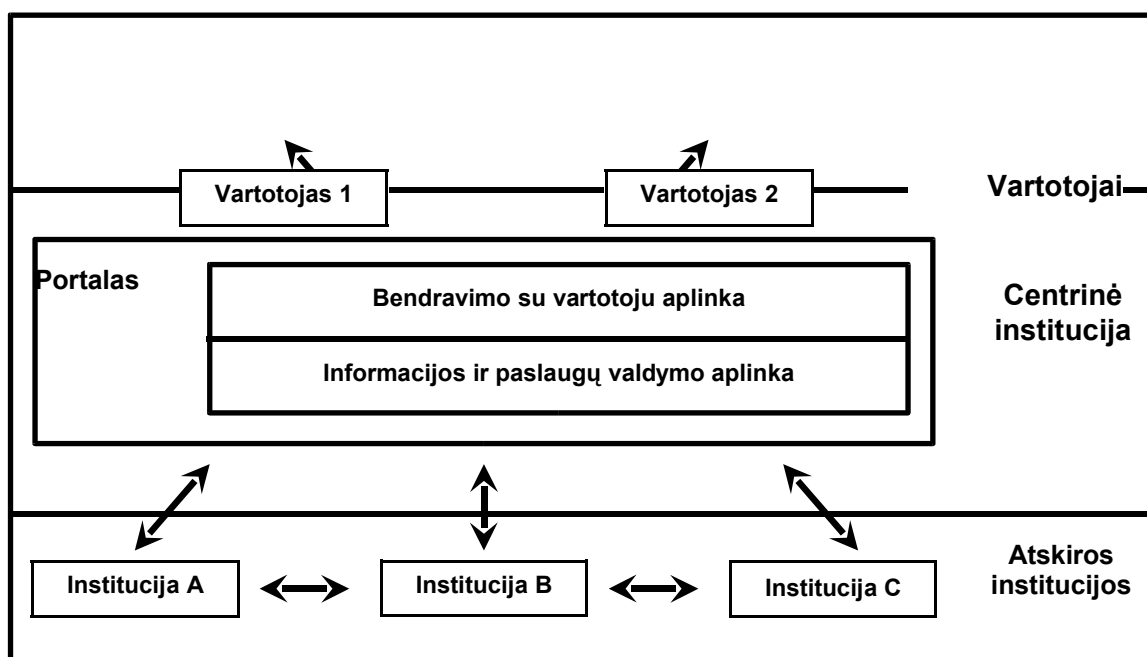 Vartotojas 1
Vartotojas 2
Vartotojai
Portalas
Bendravimo su vartotoju aplinka
Informacijos ir paslaugų valdymo aplinka
Centrinė
institucija
Institucija A
Institucija B
Institucija C
Atskiros
institucijos